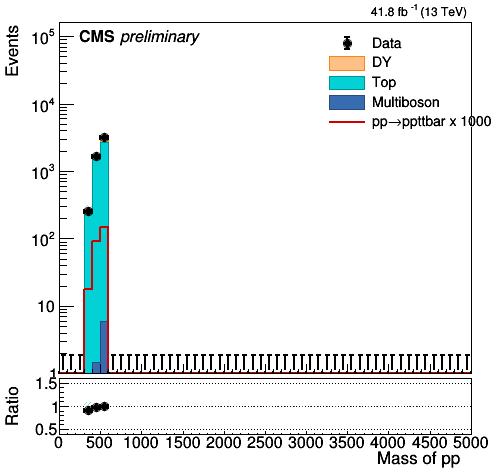 41.8 fb⁻¹ (13 TeV)
CMS preliminary
Events
10⁵
10⁴
10³
10²
10
1
Data
DY
Top
Multiboson
pp→ppttbar x 1000
Ratio
1.5
1
0.5
0 500 1000 1500 2000 2500 3000 3500 4000 4500 5000
Mass of pp